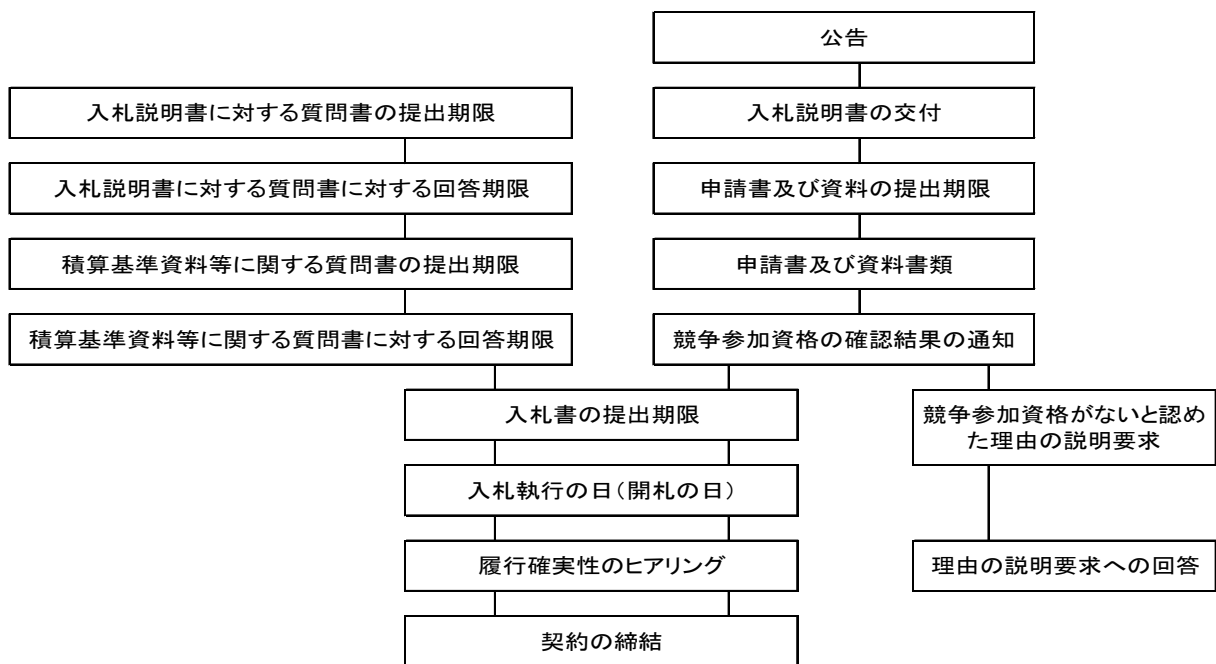 公告
入札説明書に対する質問書の提出期限
入札説明書の交付
入札説明書に対する質問書に対する回答期限
申請書及び資料の提出期限
積算基準資料等に関する質問書の提出期限
申請書及び資料書類
積算基準資料等に関する質問書に対する回答期限
競争参加資格の確認結果の通知
入札書の提出期限
競争参加資格がないと認め
た理由の説明要求
入札執行の日(開札の日)
履行確実性のヒアリング
理由の説明要求への回答
契約の締結